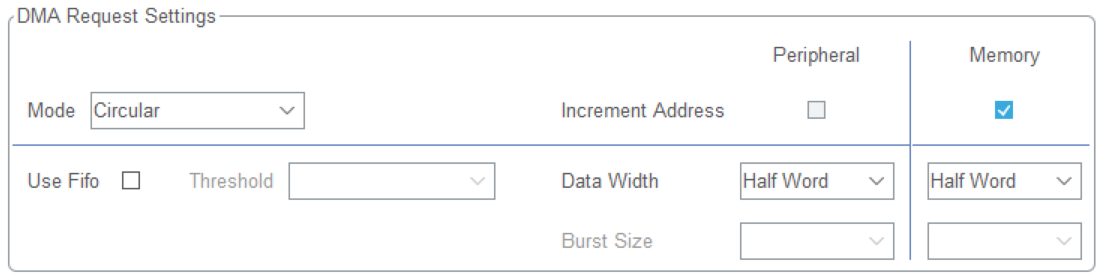 DMA Request Settings
Peripheral Memory
Mode Circular Increment Address
Use Fifo Threshold Data Width Half Word Half Word
Burst Size